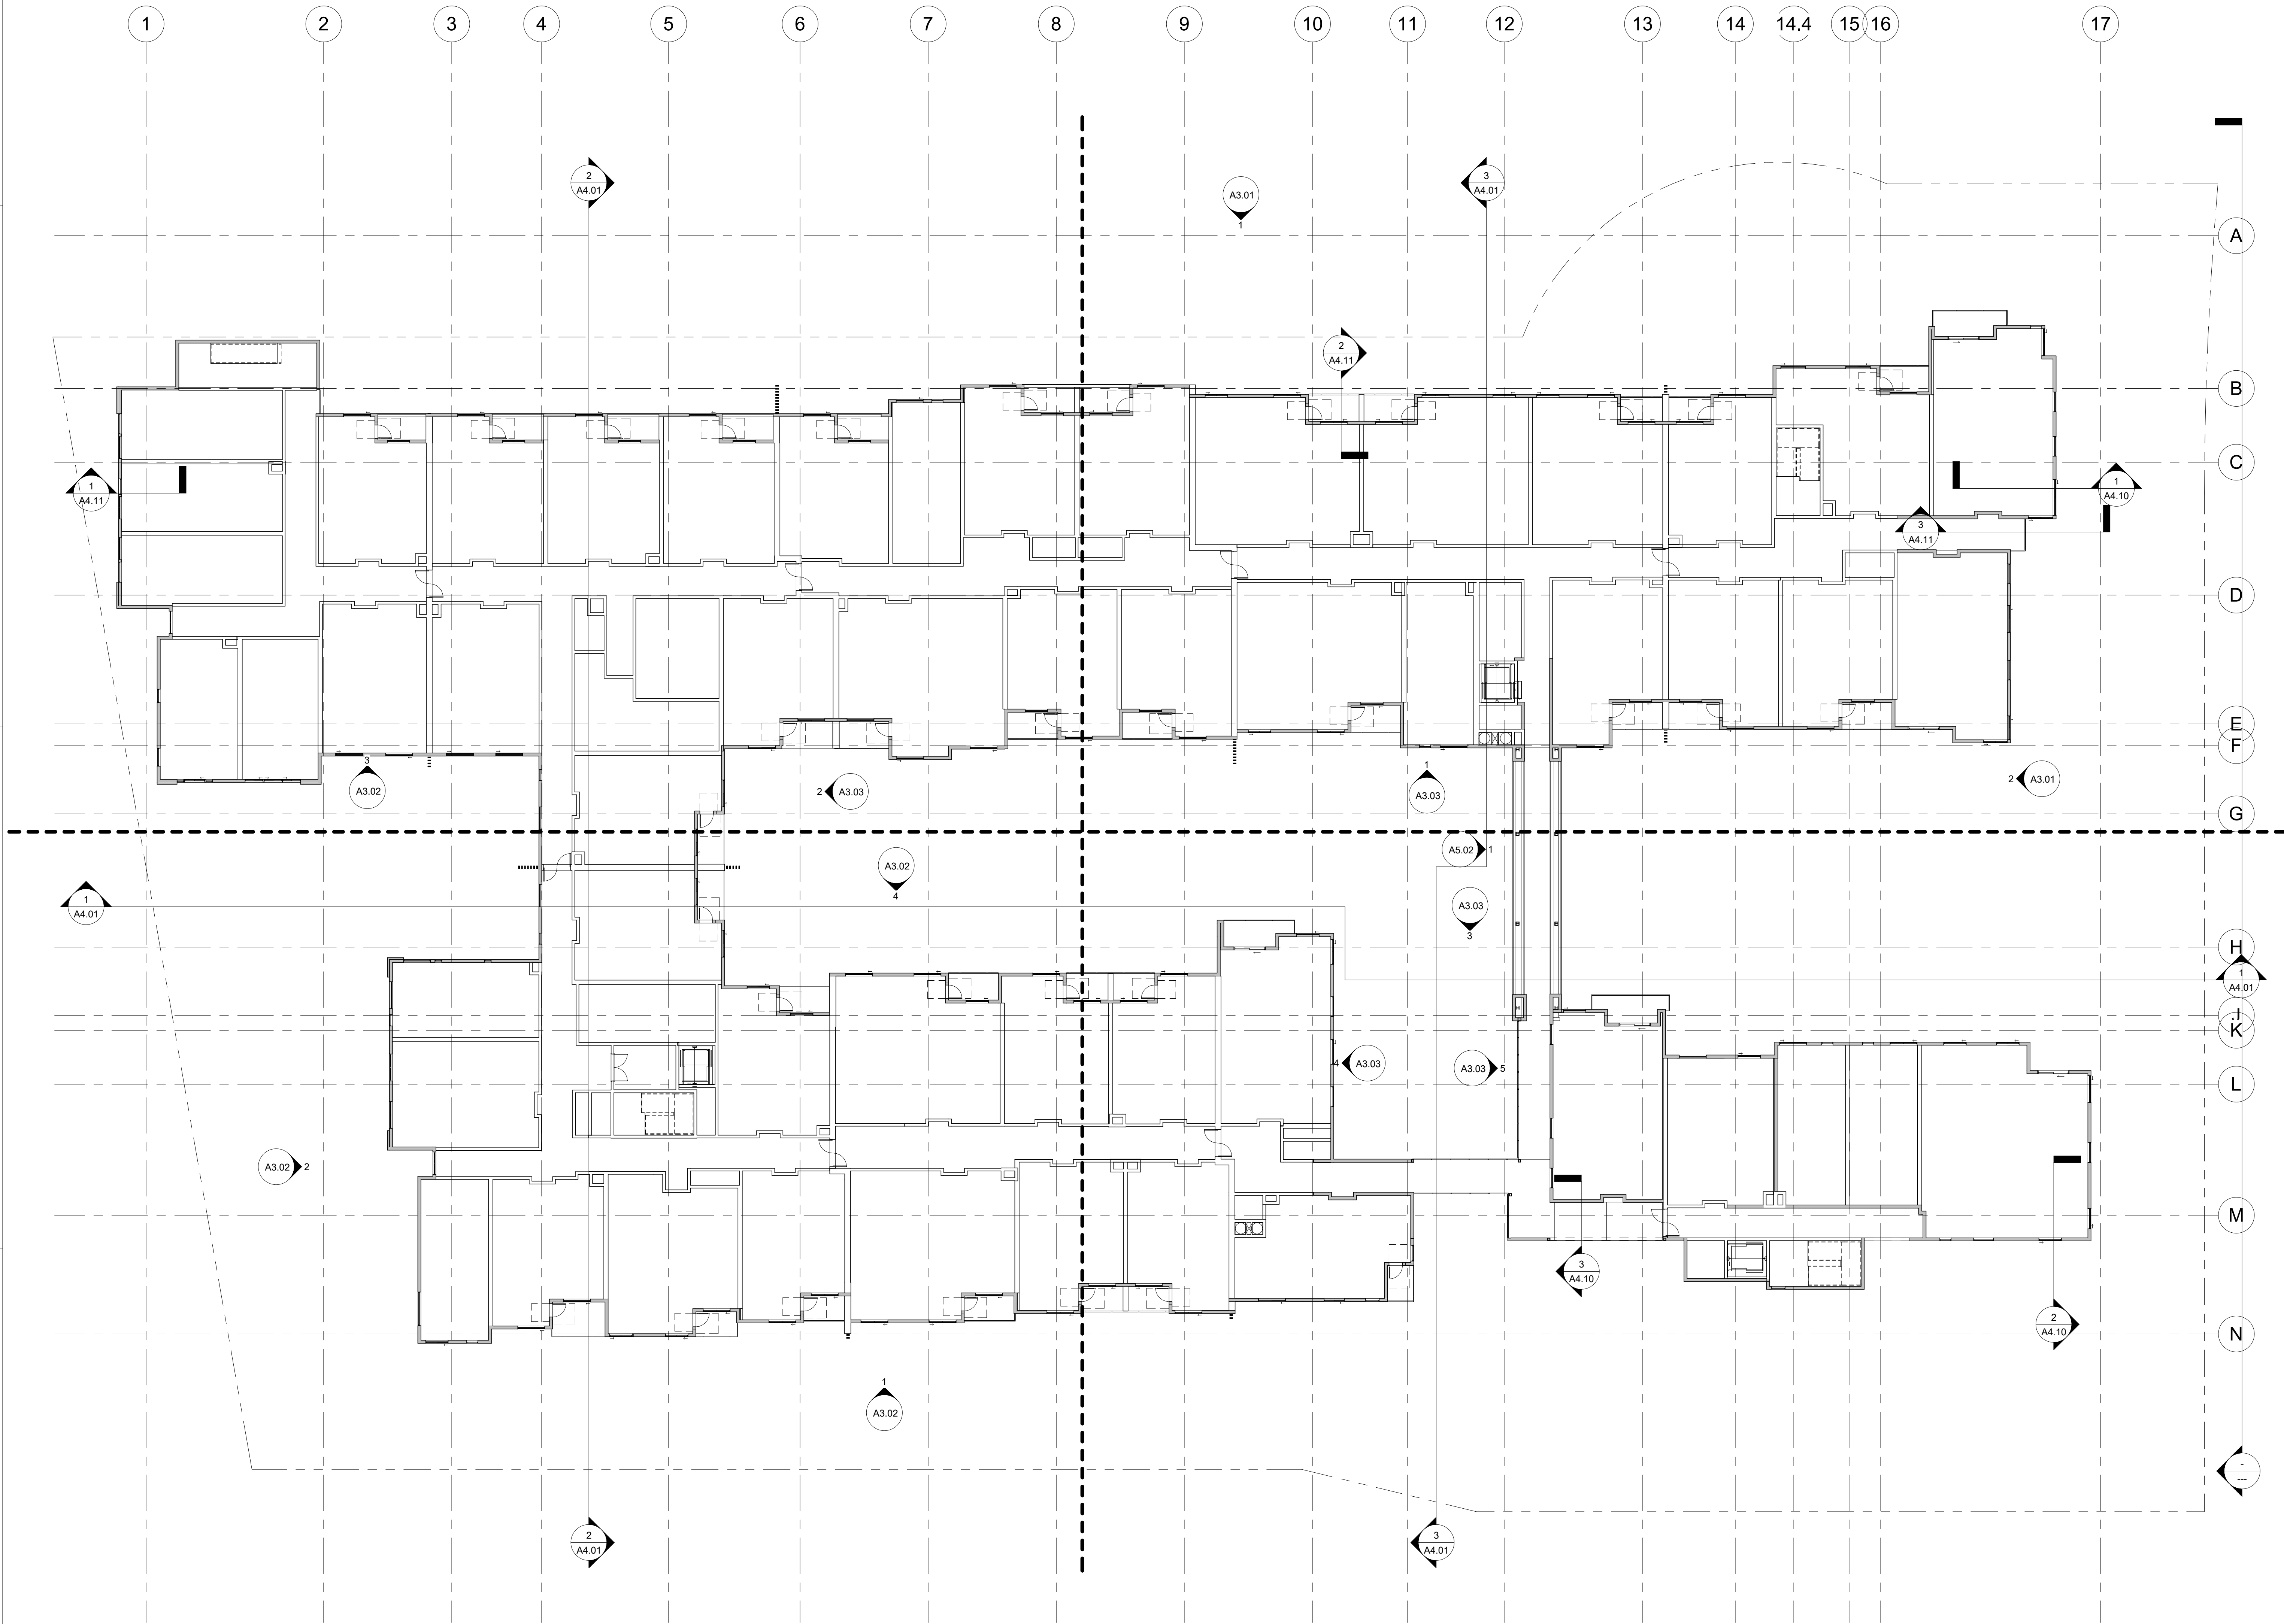 1 2 3 4 5 6 7 8 9 10 11 12 13 14 14.4 15 16 17
2
A4.01
3
A4.01
A3.01
1
A
2
A4.11
B
C
1
A4.11
1
A4.10
3
A4.11
D
E
F
3
A3.02
2 A3.03
1
A3.03
2 A3.01
G
A5.02 1
A3.02
4
1
A4.01
A3.03
3
H
1
A4.01
I
K
4 A3.03
A3.03 5
L
A3.02 2
M
3
A4.10
2
A4.10
N
1
A3.02
-
---
2
A4.01
3
A4.01